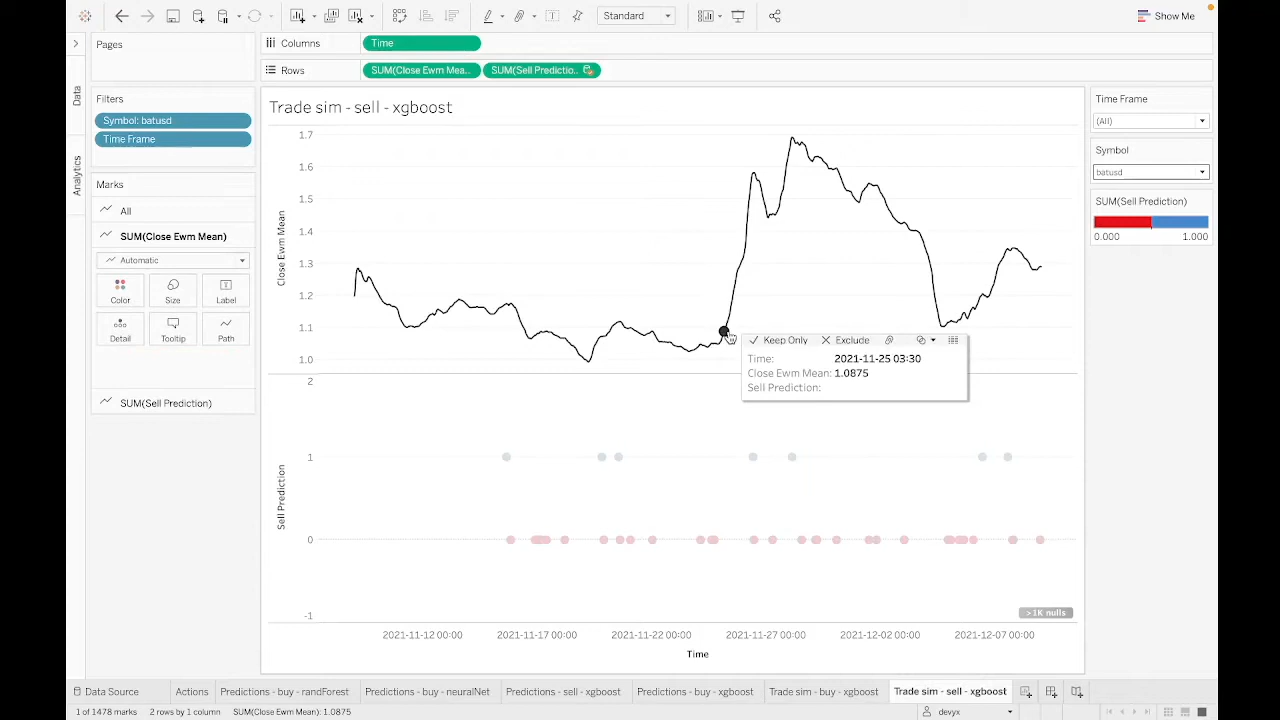 Standard
Show Me
Data
Analytics
Pages
Filters
Symbol: batusd
Time Frame
Marks
All
SUM(Close Ewm Mean)
Automatic
Color
Size
Label
Detail
Tooltip
Path
SUM(Sell Prediction)
Columns
Time
Rows
SUM(Close Ewm Mea..
SUM(Sell Predictio..
Trade sim - sell - xgboost
1.7
1.6
1.5
1.4
1.3
1.2
1.1
1.0
Close Ewm Mean
Keep Only
Exclude
Time: 2021-11-25 03:30
Close Ewm Mean: 1.0875
Sell Prediction:
2
1
0
-1
Sell Prediction
>1K nulls
2021-11-12 00:00
2021-11-17 00:00
2021-11-22 00:00
2021-11-27 00:00
2021-12-02 00:00
2021-12-07 00:00
Time
Time Frame
(All)
Symbol
batusd
SUM(Sell Prediction)
0.000 1.000
Data Source
Actions
Predictions - buy - randForest
Predictions - buy - neuralNet
Predictions - sell - xgboost
Predictions - buy - xgboost
Trade sim - buy - xgboost
Trade sim - sell - xgboost
1 of 1478 marks
2 rows by 1 column
SUM(Close Ewm Mean): 1.0875
devyx